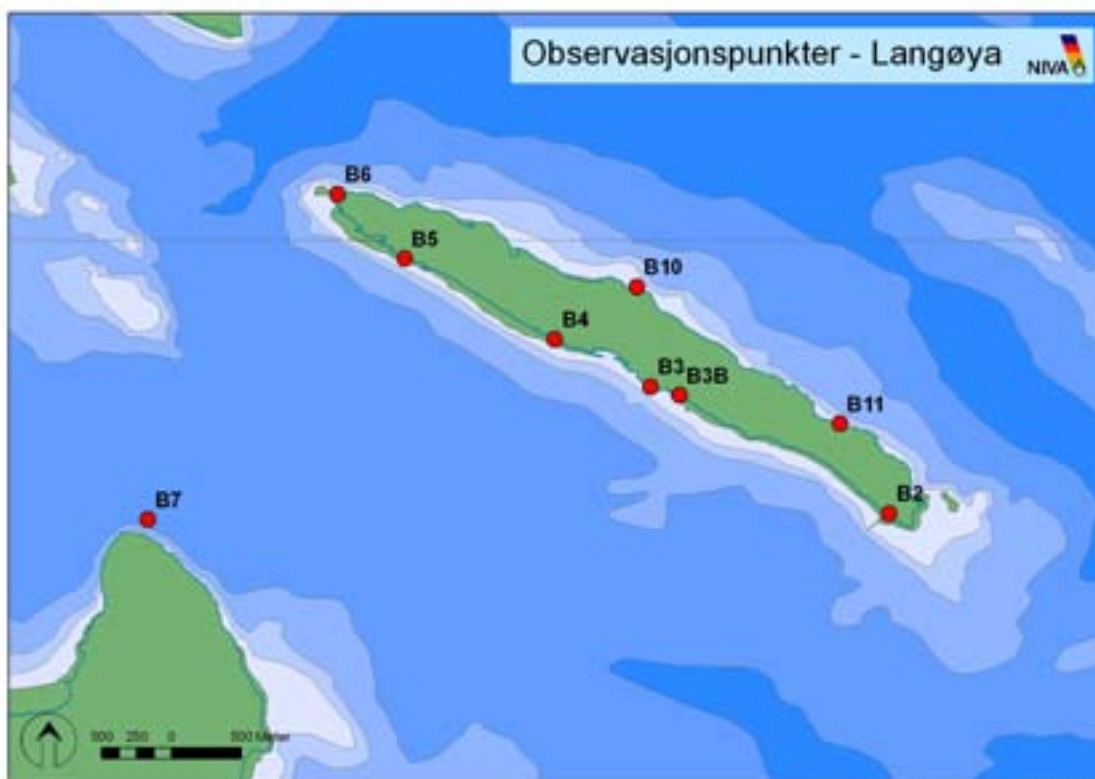 Observasjonspunkter - Langøya
NIVA
B6
B5
B10
B4
B3
B3B
B11
B2
B7
500 250 0 500 Meter